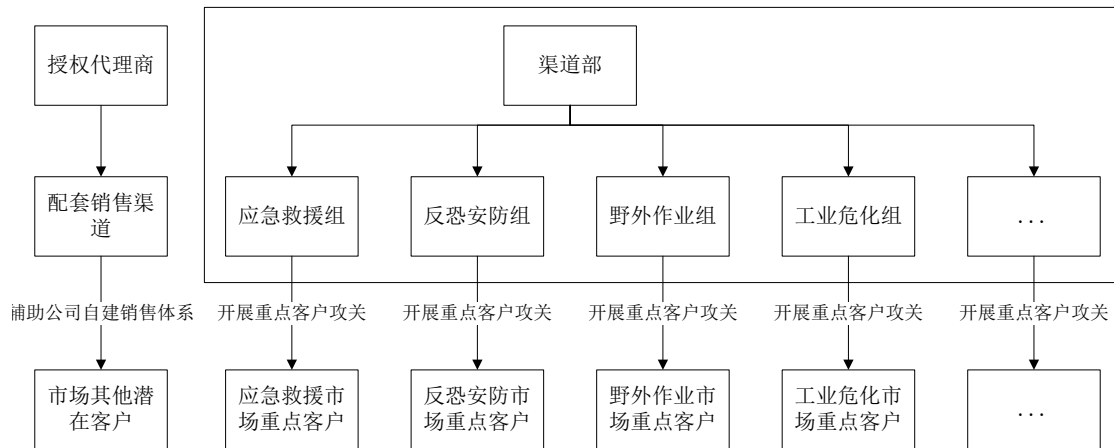 授权代理商
渠道部
配套销售渠
道
应急救援组
反恐安防组
野外作业组
工业危化组
...
辅助公司自建销售体系
开展重点客户攻关
开展重点客户攻关
开展重点客户攻关
开展重点客户攻关
开展重点客户攻关
市场其他潜
在客户
应急救援市
场重点客户
反恐安防市
场重点客户
野外作业市
场重点客户
工业危化市
场重点客户
...